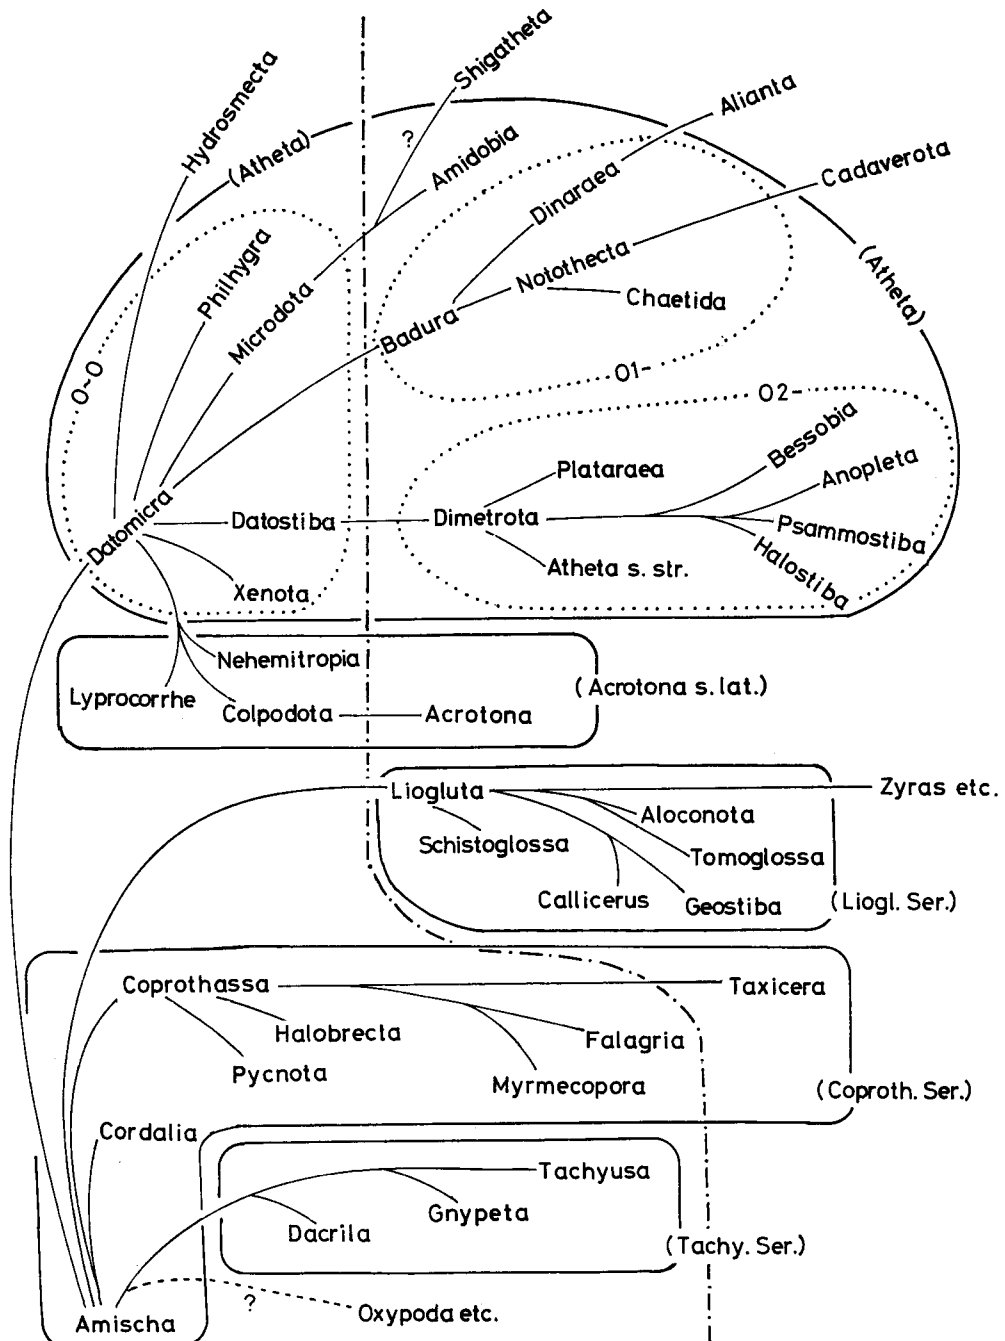 Shigatheta
Hydrosmecta
Alianta
(Atheta)
?
Amidobia
Cadaverota
Dinaraea
Philhygra
Notothecta
(Atheta)
Microdota
Chaetida
Badura
O~O
O1-
O2-
Bessobia
Plataraea
Anopleta
Datomicra
Datostiba
Dimetrota
Psammostiba
Halostiba
Atheta s. str.
Xenota
Nehemitropia
Lyprocorrhe
(Acrotona s. lat.)
Colpodota
Acrotona
Liogluta
Zyras etc.
Aloconota
Schistoglossa
Tomoglossa
Callicerus
Geostiba
(Liogl. Ser.)
Coprothassa
Taxicera
Halobrecta
Falagria
Pycnota
Myrmecopora
(Coproth. Ser.)
Cordalia
Tachyusa
Gnypeta
Dacrila
(Tachy. Ser.)
?
Oxypoda etc.
Amischa